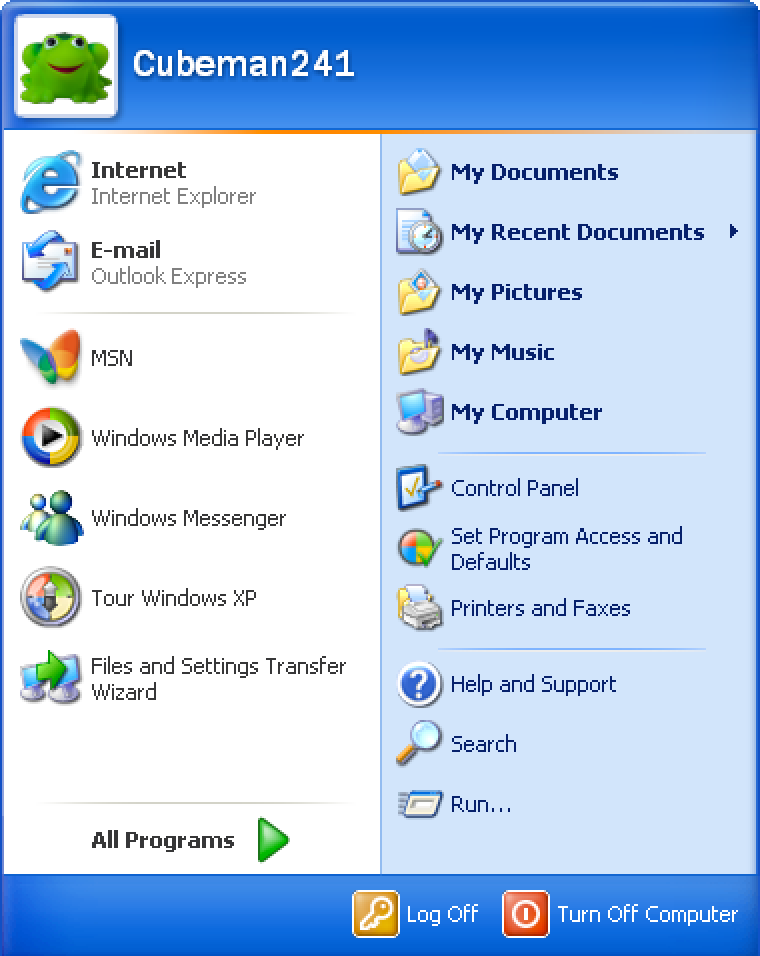 Cubeman241
Internet
Internet Explorer
E-mail
Outlook Express
MSN
Windows Media Player
Windows Messenger
Tour Windows XP
Files and Settings Transfer
Wizard
All Programs
My Documents
My Recent Documents
My Pictures
My Music
My Computer
Control Panel
Set Program Access and
Defaults
Printers and Faxes
Help and Support
Search
Run...
Log Off
Turn Off Computer